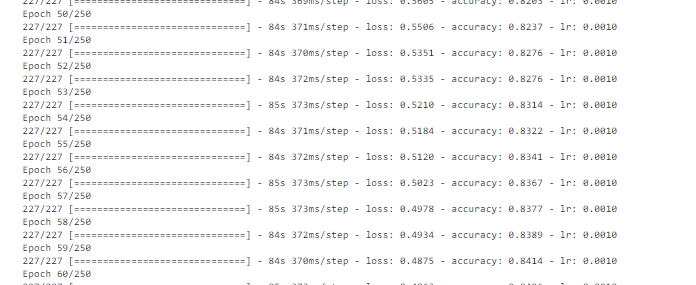 227/227 [==============================] - 84s 369ms/step - loss: 0.5605 - accuracy: 0.8203 - lr: 0.0010
Epoch 50/250
227/227 [==============================] - 84s 371ms/step - loss: 0.5506 - accuracy: 0.8237 - lr: 0.0010
Epoch 51/250
227/227 [==============================] - 84s 370ms/step - loss: 0.5351 - accuracy: 0.8276 - lr: 0.0010
Epoch 52/250
227/227 [==============================] - 84s 372ms/step - loss: 0.5335 - accuracy: 0.8276 - lr: 0.0010
Epoch 53/250
227/227 [==============================] - 85s 373ms/step - loss: 0.5210 - accuracy: 0.8314 - lr: 0.0010
Epoch 54/250
227/227 [==============================] - 84s 371ms/step - loss: 0.5184 - accuracy: 0.8322 - lr: 0.0010
Epoch 55/250
227/227 [==============================] - 84s 372ms/step - loss: 0.5120 - accuracy: 0.8341 - lr: 0.0010
Epoch 56/250
227/227 [==============================] - 85s 373ms/step - loss: 0.5023 - accuracy: 0.8367 - lr: 0.0010
Epoch 57/250
227/227 [==============================] - 85s 373ms/step - loss: 0.4978 - accuracy: 0.8377 - lr: 0.0010
Epoch 58/250
227/227 [==============================] - 84s 372ms/step - loss: 0.4934 - accuracy: 0.8389 - lr: 0.0010
Epoch 59/250
227/227 [==============================] - 84s 370ms/step - loss: 0.4875 - accuracy: 0.8414 - lr: 0.0010
Epoch 60/250